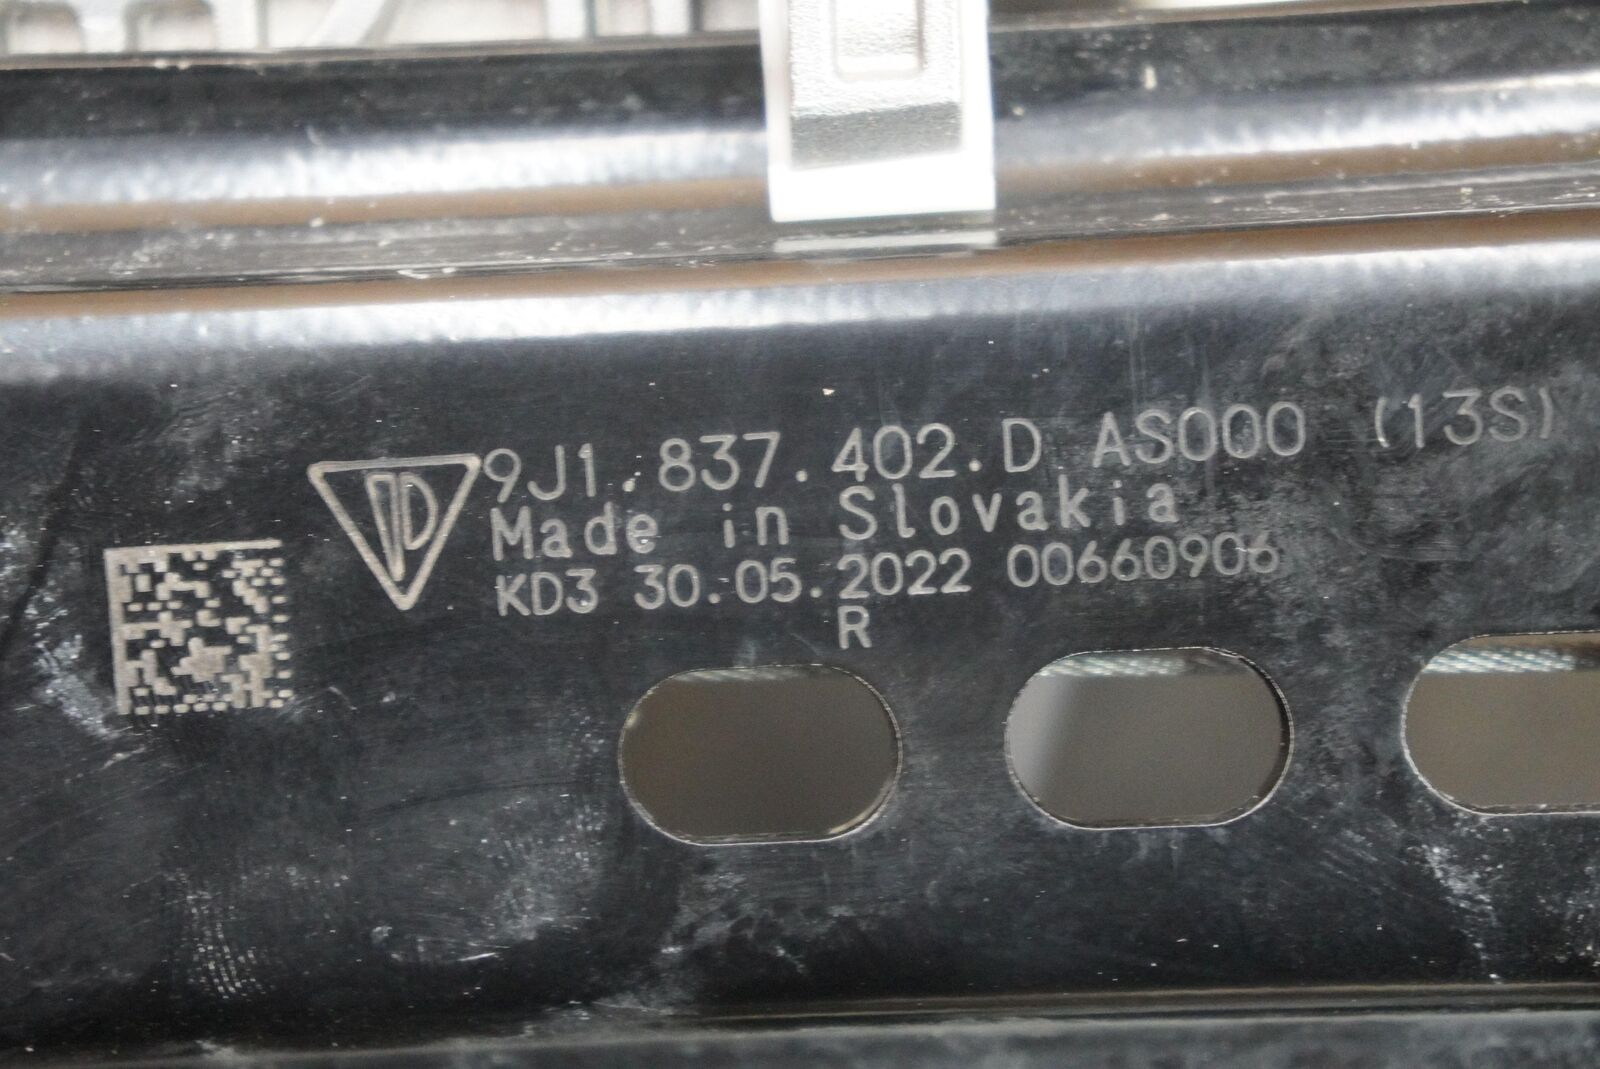 9J1.837.402.D AS000 (13S)
Made in Slovakia
KD3 30.05.2022 00660906
R